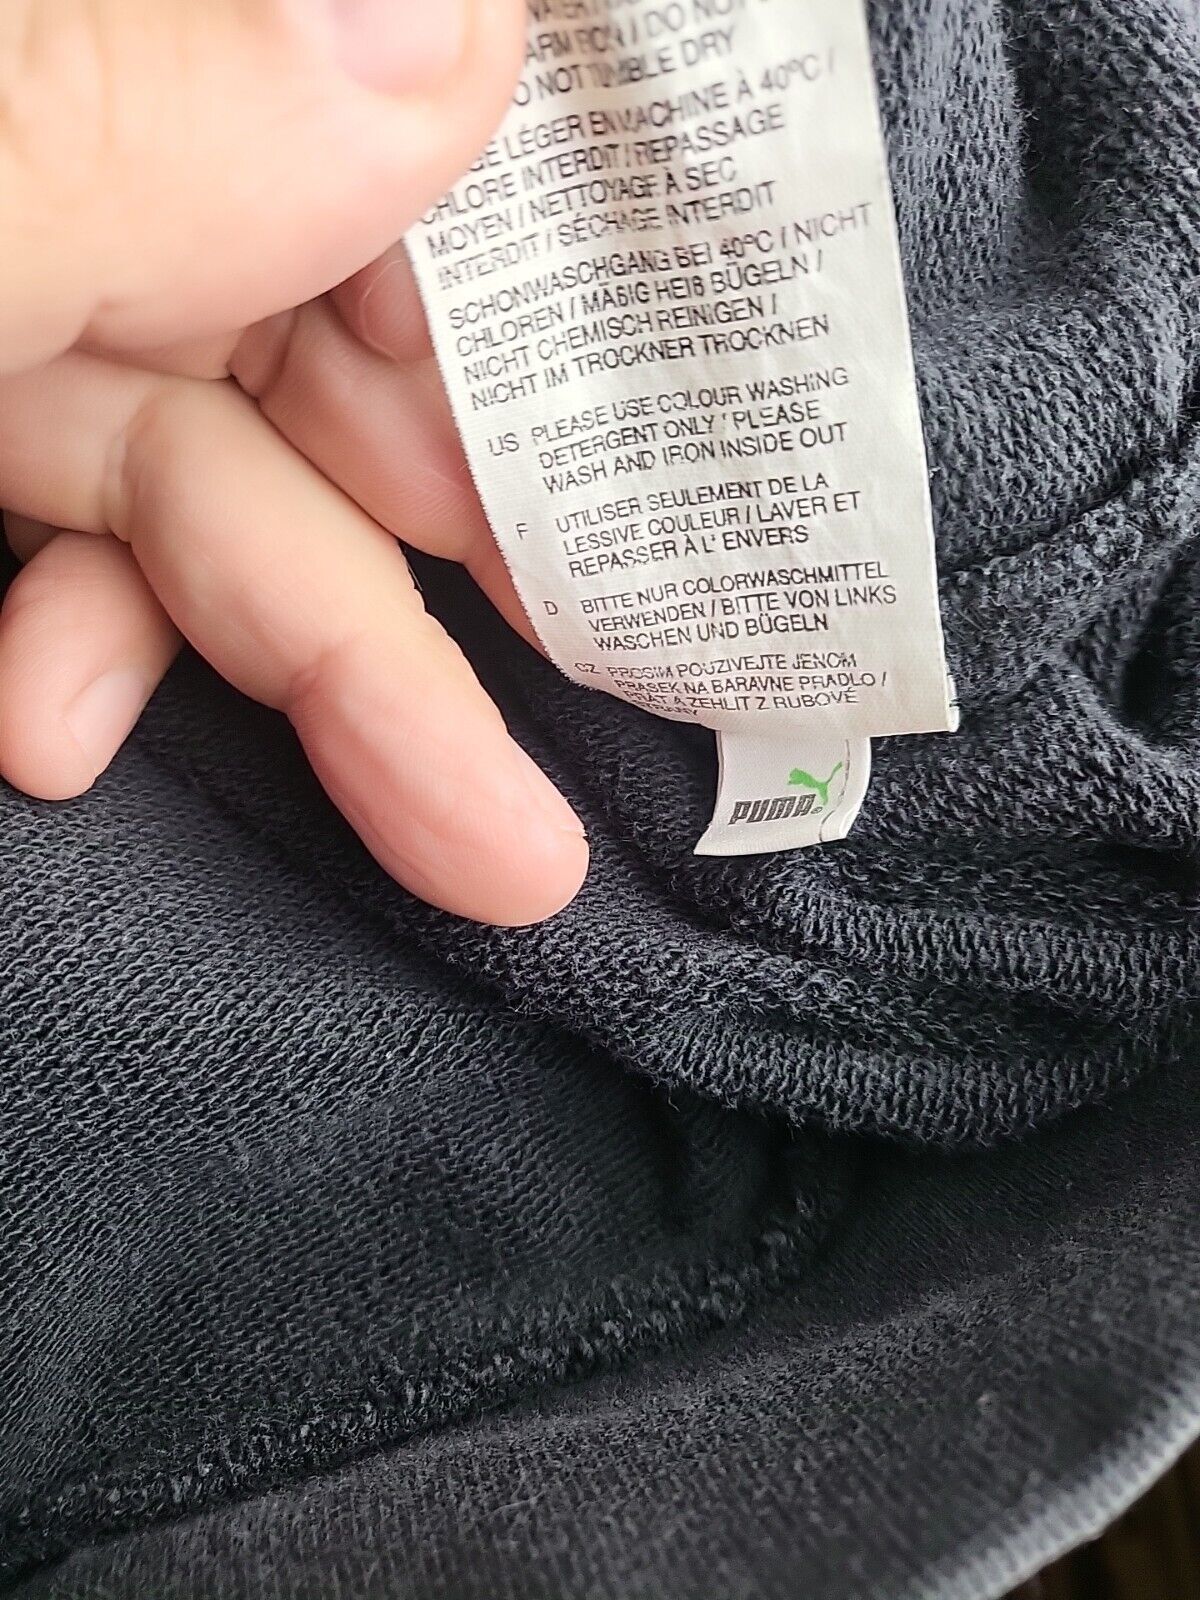 ARM IRON / DO NOT
O NOT TUMBLE DRY
GE LÉGER EN MACHINE À 40°C /
CHLORE INTERDIT / REPASSAGE
MOYEN / NETTOYAGE À SEC
INTERDIT / SÉCHAGE INTERDIT
SCHONWASCHGANG BEI 40°C / NICHT
CHLOREN / MÄßIG HEIß BÜGELN /
NICHT CHEMISCH REINIGEN /
NICHT IM TROCKNER TROCKNEN
US PLEASE USE COLOUR WASHING
DETERGENT ONLY / PLEASE
WASH AND IRON INSIDE OUT
F UTILISER SEULEMENT DE LA
LESSIVE COULEUR / LAVER ET
REPASSER À L' ENVERS
D BITTE NUR COLORWASCHMITTEL
VERWENDEN / BITTE VON LINKS
WASCHEN UND BÜGELN
CZ PROSIM POUZIVEJTE JENOM
PRASEK NA BARAVNE PRADLO /
PRAT A ZEHLIT Z RUBOVÉ
STRANY
PUMA